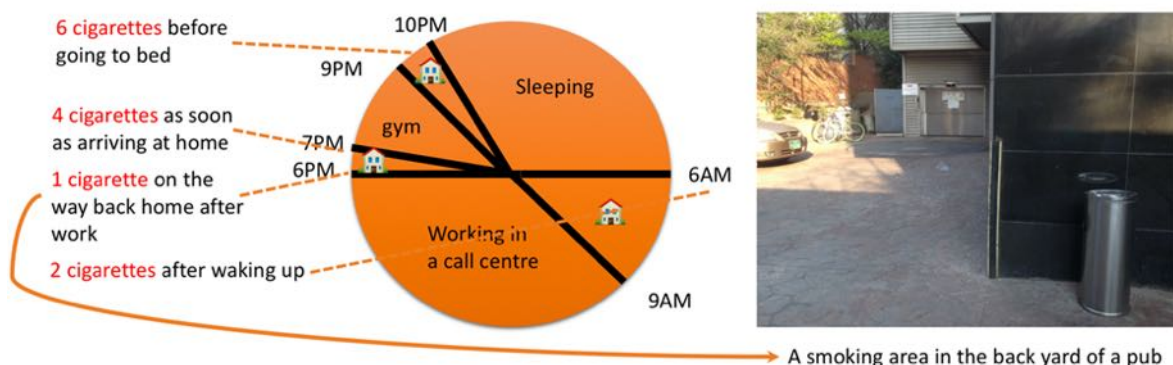 6 cigarettes before
going to bed
4 cigarettes as soon
as arriving at home
1 cigarette on the
way back home after
work
2 cigarettes after waking up
10PM
9PM
7PM
6PM
6AM
9AM
Sleeping
gym
Working in
a call centre
A smoking area in the back yard of a pub